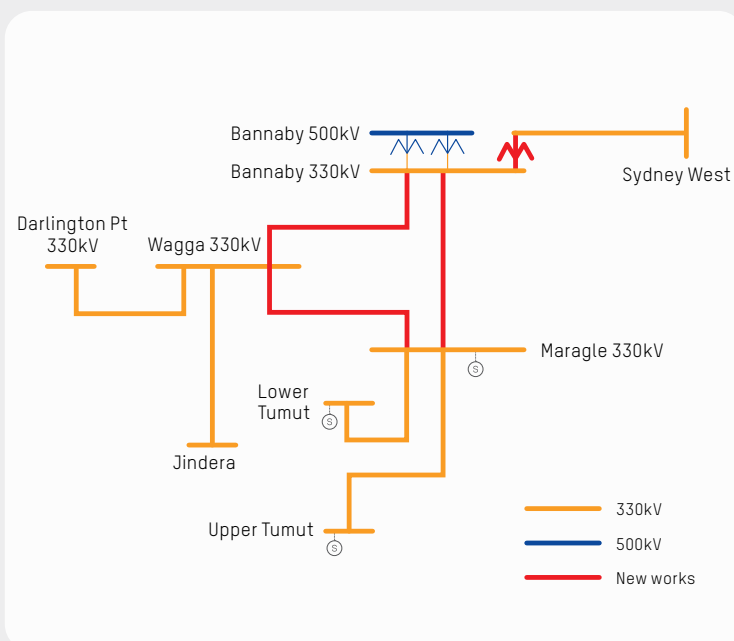 Bannaby 500kV
Bannaby 330kV
Sydney West
Darlington Pt
330kV
Wagga 330kV
Maragle 330kV
S
Lower
Tumut
S
Jindera
Upper Tumut
S
330kV
500kV
New works